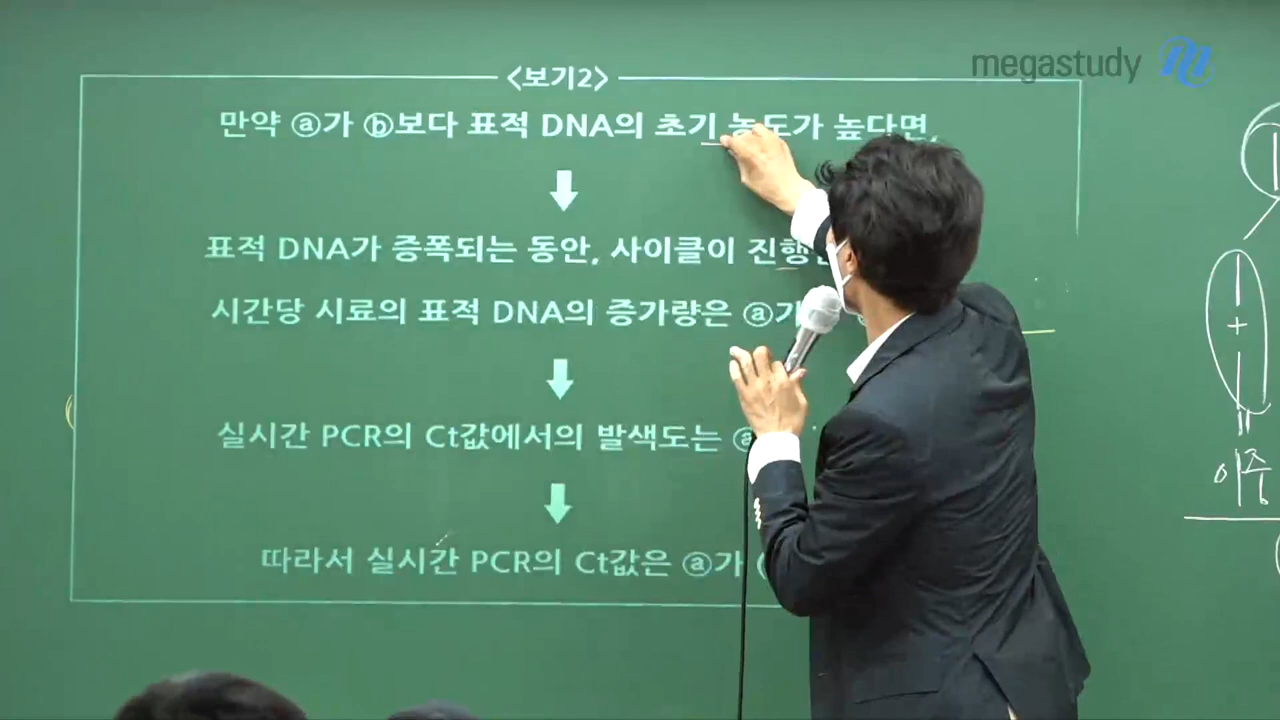 megastudy
<보기2>
만약 ⓐ가 ⓑ보다 표적 DNA의 초기 농도가 높다면,
표적 DNA가 증폭되는 동안, 사이클이
시간당 시료의 표적 DNA의 증가량은 ⓐ가
실시간 PCR의 Ct값에서의 발색도는 ⓐ
따라서 실시간 PCR의 Ct값은 ⓐ가
+
이중